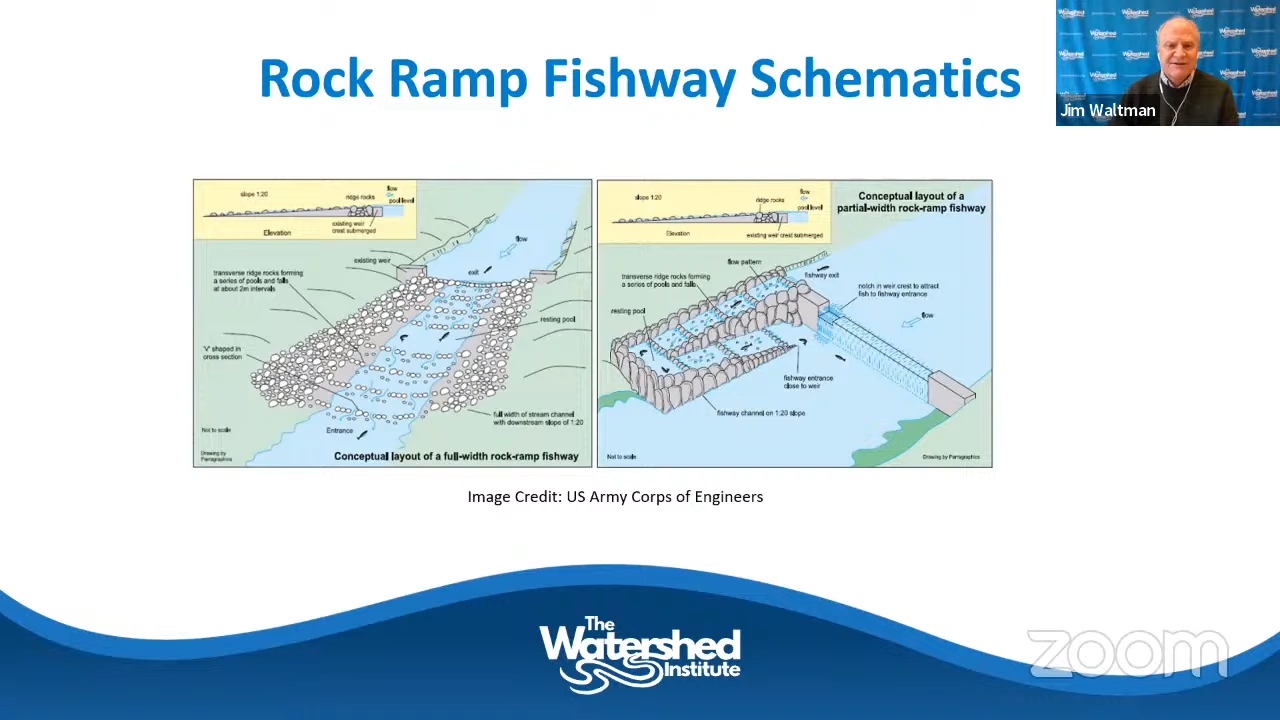 Rock Ramp Fishway Schematics
Jim Waltman
slope 1:20
flow
ridge rocks
pool level
existing weir
crest submerged
Elevation
flow
existing weir
exit
transverse ridge rocks forming
a series of pools and falls
at about 2m intervals
resting pool
'V' shaped in
cross section
full width of stream channel
with downstream slope of 1:20
Not to scale
Entrance
Drawing by
Perrographics
Conceptual layout of a full-width rock-ramp fishway
slope 1:20
flow
ridge rocks
pool level
existing weir crest submerged
Elevation
Conceptual layout of a
partial-width rock-ramp fishway
flow pattern
fishway exit
transverse ridge rocks forming
a series of pools and falls
notch in weir crest to attract
fish to fishway entrance
resting pool
flow
fishway entrance
close to weir
fishway channel on 1:20 slope
Not to scale
Drawing by Perrographics
Image Credit: US Army Corps of Engineers
The
Watershed
Institute
zoom